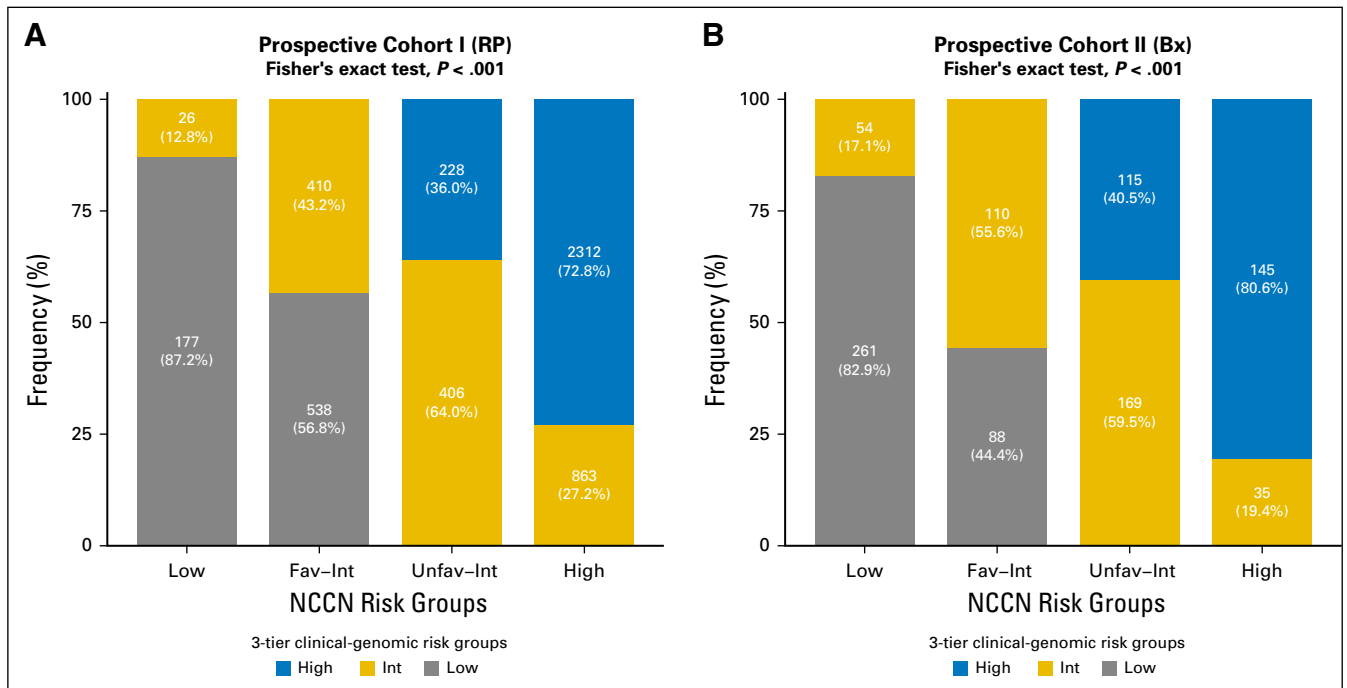 A
Prospective Cohort I (RP)
Fisher's exact test, P < .001
Frequency (%)
100
75
50
25
0
26
(12.8%)
177
(87.2%)
410
(43.2%)
538
(56.8%)
228
(36.0%)
406
(64.0%)
2312
(72.8%)
863
(27.2%)
Low
Fav–Int
Unfav–Int
High
NCCN Risk Groups
3-tier clinical-genomic risk groups
High
Int
Low
B
Prospective Cohort II (Bx)
Fisher's exact test, P < .001
Frequency (%)
100
75
50
25
0
54
(17.1%)
261
(82.9%)
110
(55.6%)
88
(44.4%)
115
(40.5%)
169
(59.5%)
145
(80.6%)
35
(19.4%)
Low
Fav–Int
Unfav–Int
High
NCCN Risk Groups
3-tier clinical-genomic risk groups
High
Int
Low